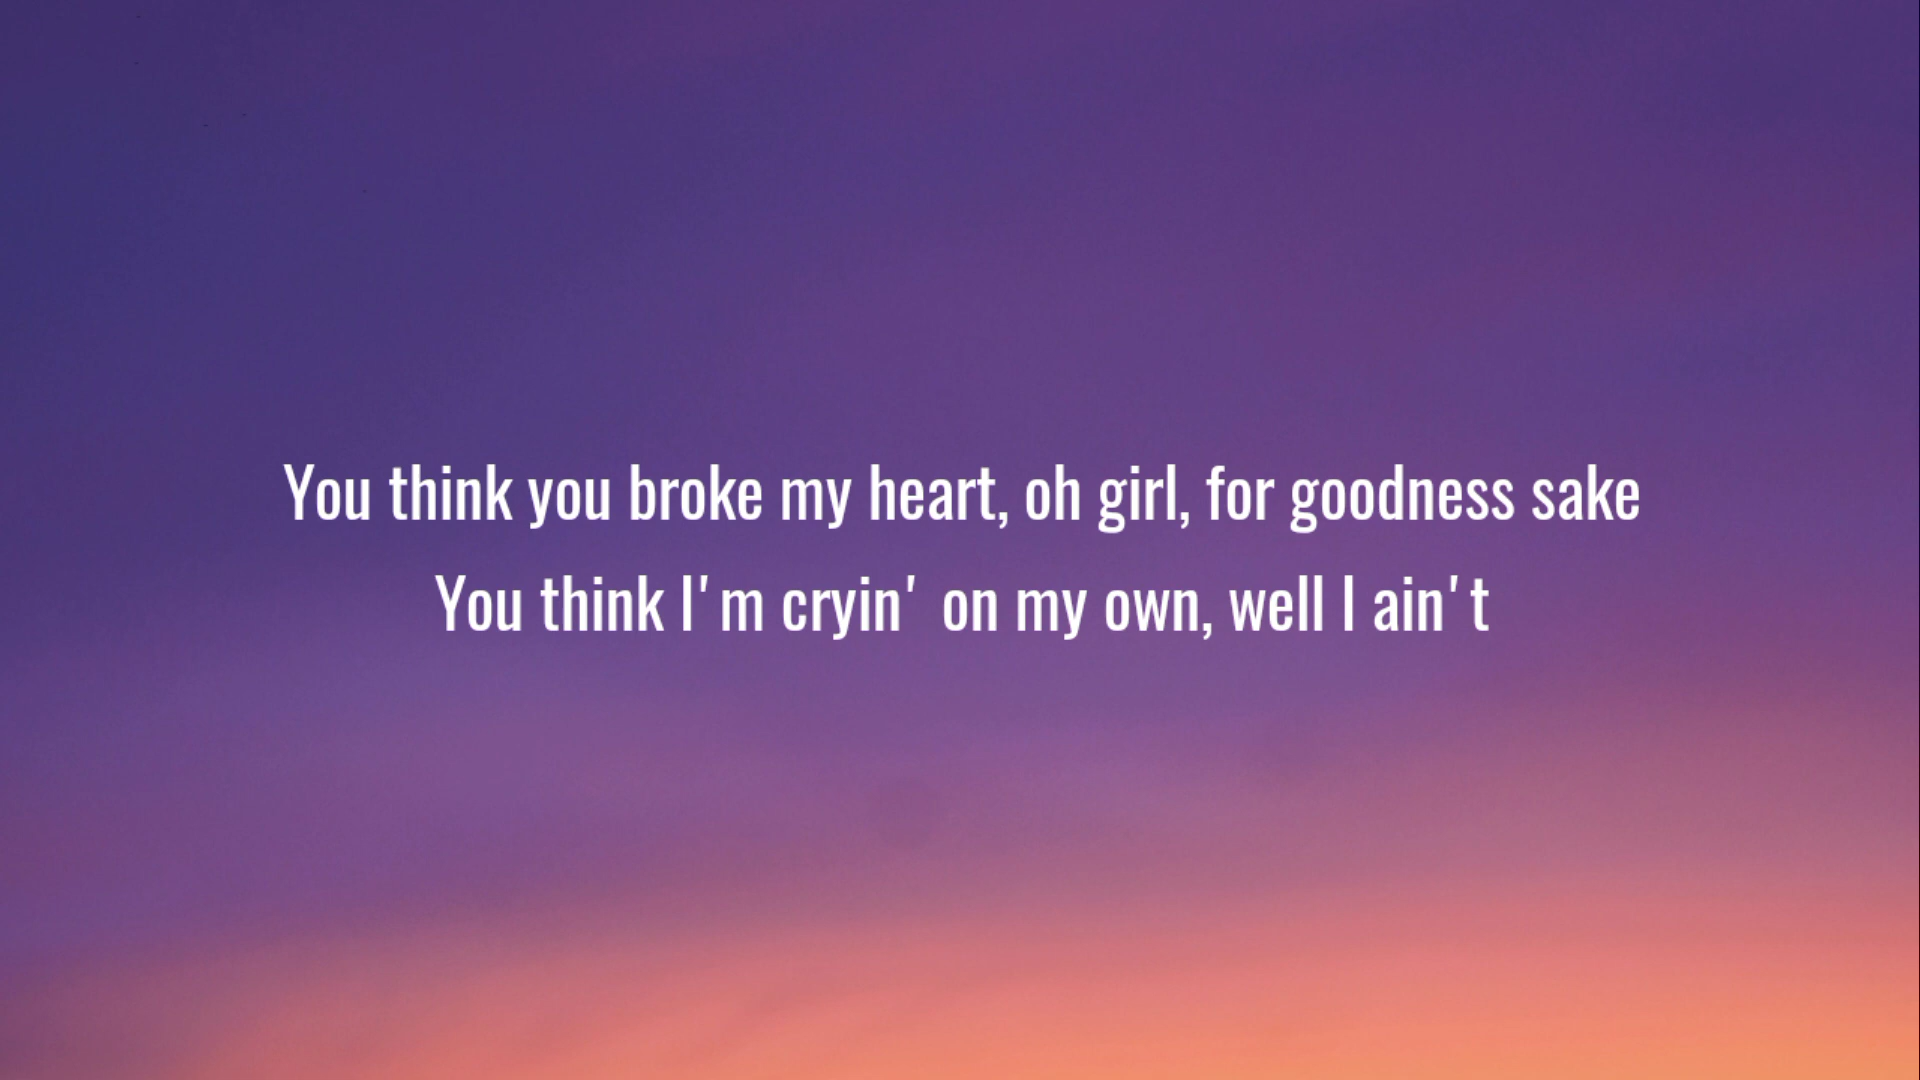 You think you broke my heart, oh girl, for goodness sake
You think I'm cryin' on my own, well I ain't